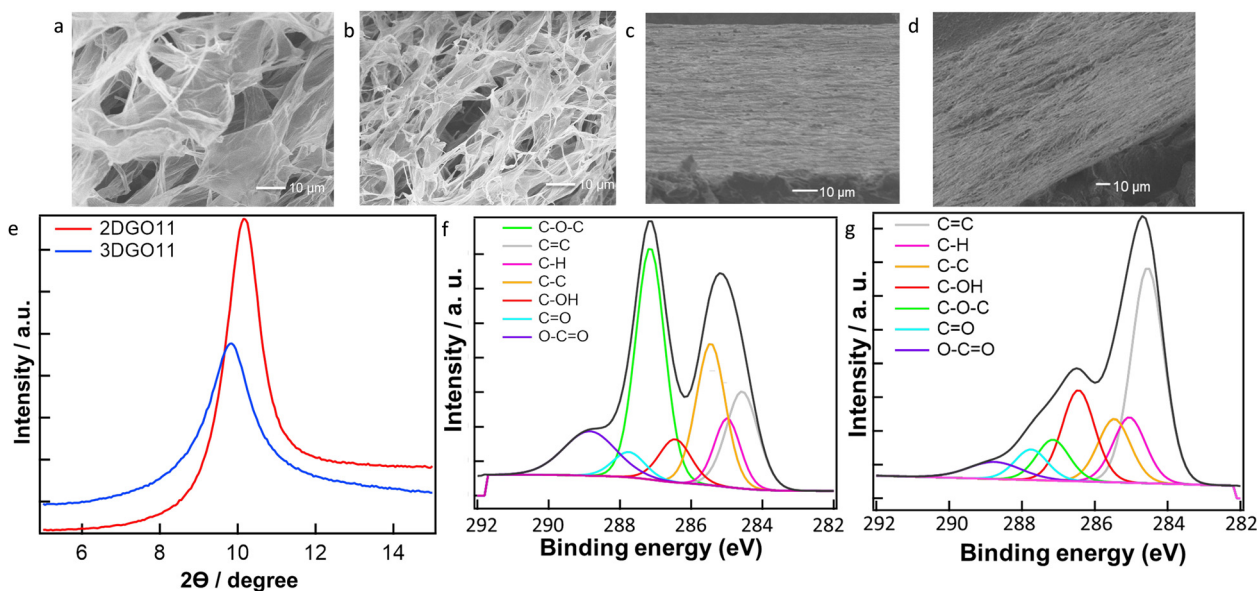 a
10 µm
b
10 µm
c
10 µm
d
10 µm
e
2DGO11
3DGO11
Intensity / a.u.
6 8 10 12 14
2Θ / degree
f
C-O-C
C=C
C-H
C-C
C-OH
C=O
O-C=O
Intensity / a. u.
292 290 288 286 284 282
Binding energy (eV)
g
C=C
C-H
C-C
C-OH
C-O-C
C=O
O-C=O
Intensity / a. u.
292 290 288 286 284 282
Binding energy (eV)